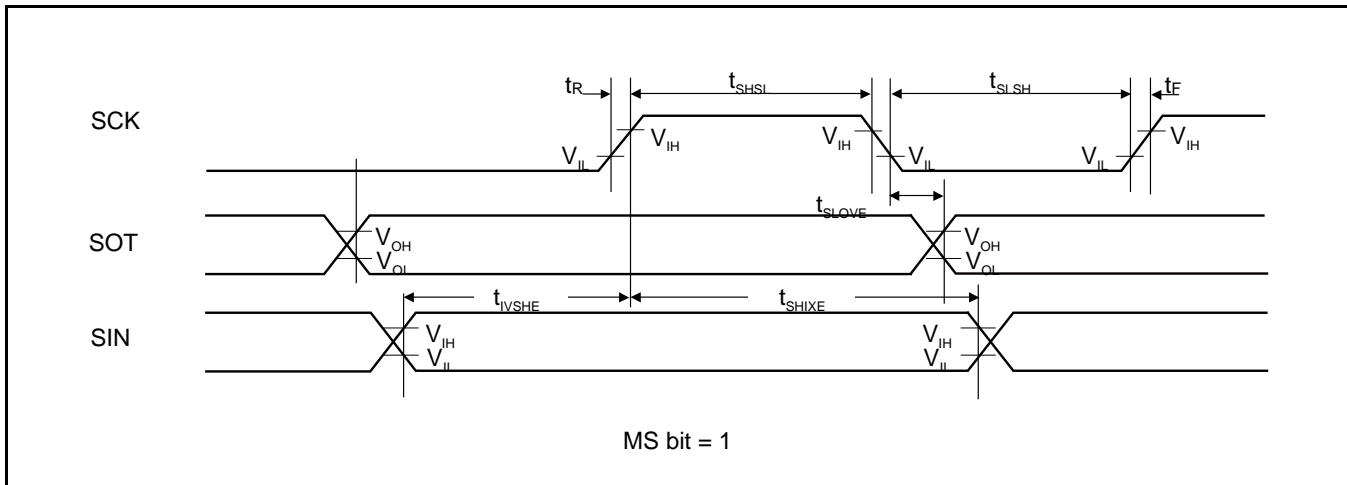 tR tSHSL tSLSH tF
SCK VIH VIH VIH
VIL VIL VIL
tSLOVE
SOT VOH VOH
VOL VOL
tIVSHE tSHIXE
SIN VIH VIH
VIL VIL
MS bit = 1